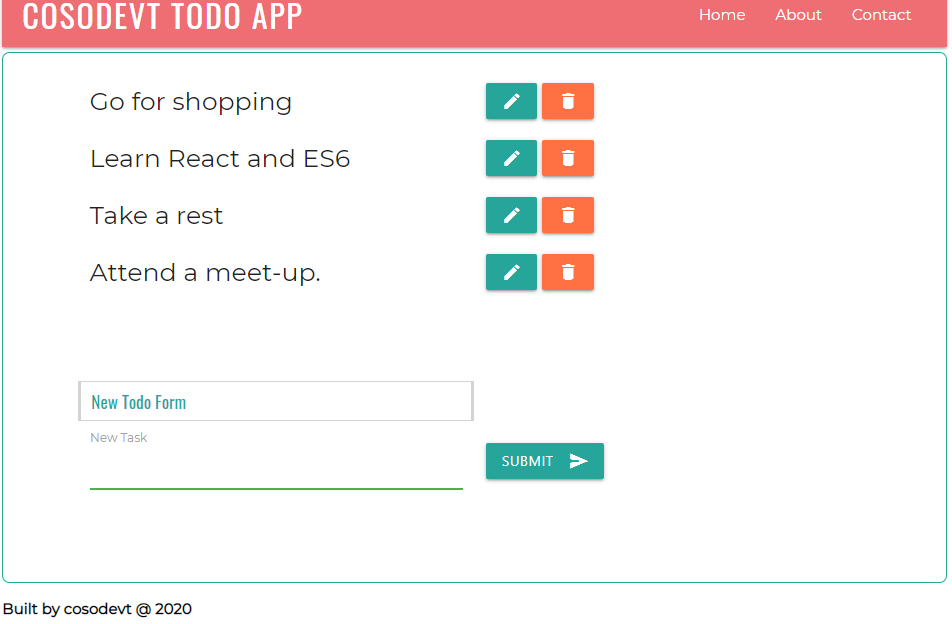 COSODEVT TODO APP
Home About Contact
Go for shopping
Learn React and ES6
Take a rest
Attend a meet-up.
New Todo Form
New Task
SUBMIT
Built by cosodevt @ 2020